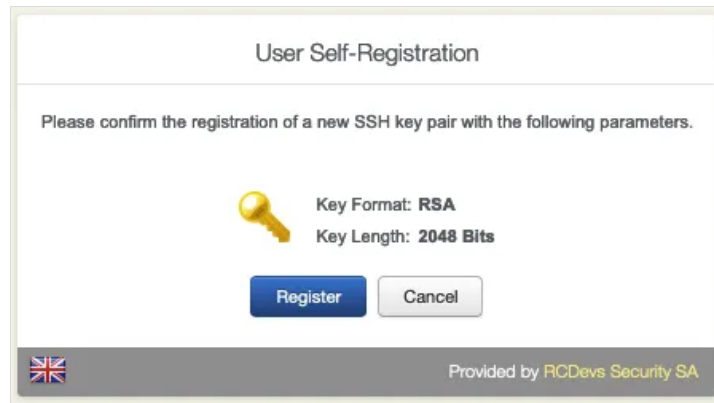 User Self-Registration
Please confirm the registration of a new SSH key pair with the following parameters.
Key Format: RSA
Key Length: 2048 Bits
Register Cancel
Provided by RCDevs Security SA